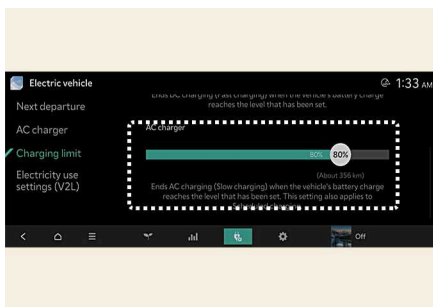 Electric vehicle
1:33 AM
Next departure
AC charger
Charging limit
Electricity use
settings (V2L)
Ends DC charging (Fast charging) when the vehicle's battery charge
reaches the level that has been set.
AC charger
80% 80%
(About 356 km)
Ends AC charging (Slow charging) when the vehicle's battery charge
reaches the level that has been set. This setting also applies to
Scheduled charging.
Off